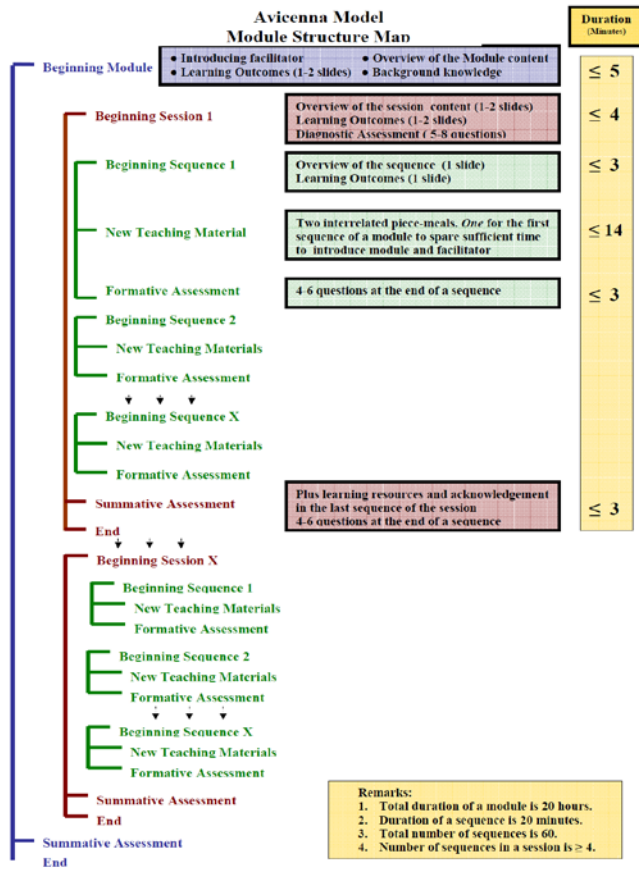 Avicenna Model
Module Structure Map
Duration
(Minutes)
Beginning Module
• Introducing facilitator • Overview of the Module content
• Learning Outcomes (1-2 slides) • Background knowledge
≤ 5
Beginning Session 1
Overview of the session content (1-2 slides)
Learning Outcomes (1-2 slides)
Diagnostic Assessment ( 5-8 questions)
≤ 4
Beginning Sequence 1
Overview of the sequence (1 slide)
Learning Outcomes (1 slide)
≤ 3
New Teaching Material
Two interrelated piece-meals. One for the first
sequence of a module to spare sufficient time
to introduce module and facilitator
≤ 14
Formative Assessment
4-6 questions at the end of a sequence
≤ 3
Beginning Sequence 2
New Teaching Materials
Formative Assessment
Beginning Sequence X
New Teaching Materials
Formative Assessment
Summative Assessment
Plus learning resources and acknowledgement
in the last sequence of the session
4-6 questions at the end of a sequence
≤ 3
End
Beginning Session X
Beginning Sequence 1
New Teaching Materials
Formative Assessment
Beginning Sequence 2
New Teaching Materials
Formative Assessment
Beginning Sequence X
New Teaching Materials
Formative Assessment
Summative Assessment
End
Remarks:
1. Total duration of a module is 20 hours.
2. Duration of a sequence is 20 minutes.
3. Total number of sequences is 60.
4. Number of sequences in a session is ≥ 4.
Summative Assessment
End